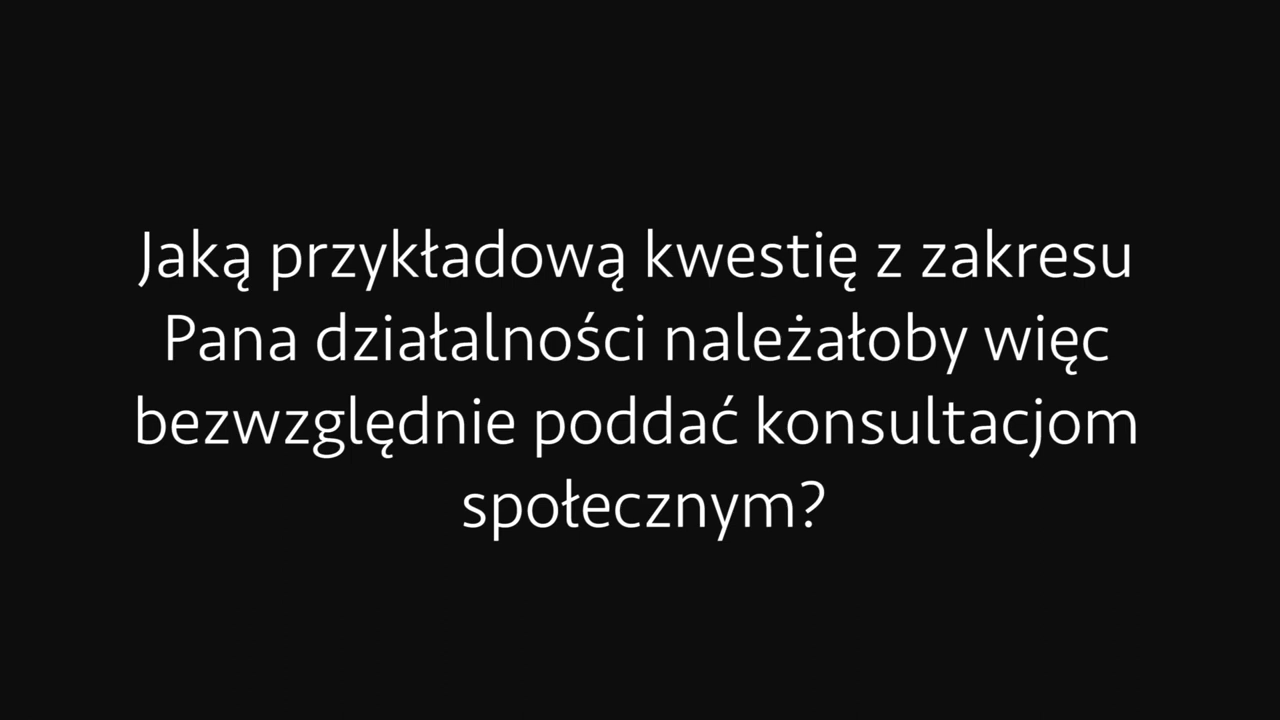 Jaką przykładową kwestię z zakresu
Pana działalności należałoby więc
bezwzględnie poddać konsultacjom
społecznym?